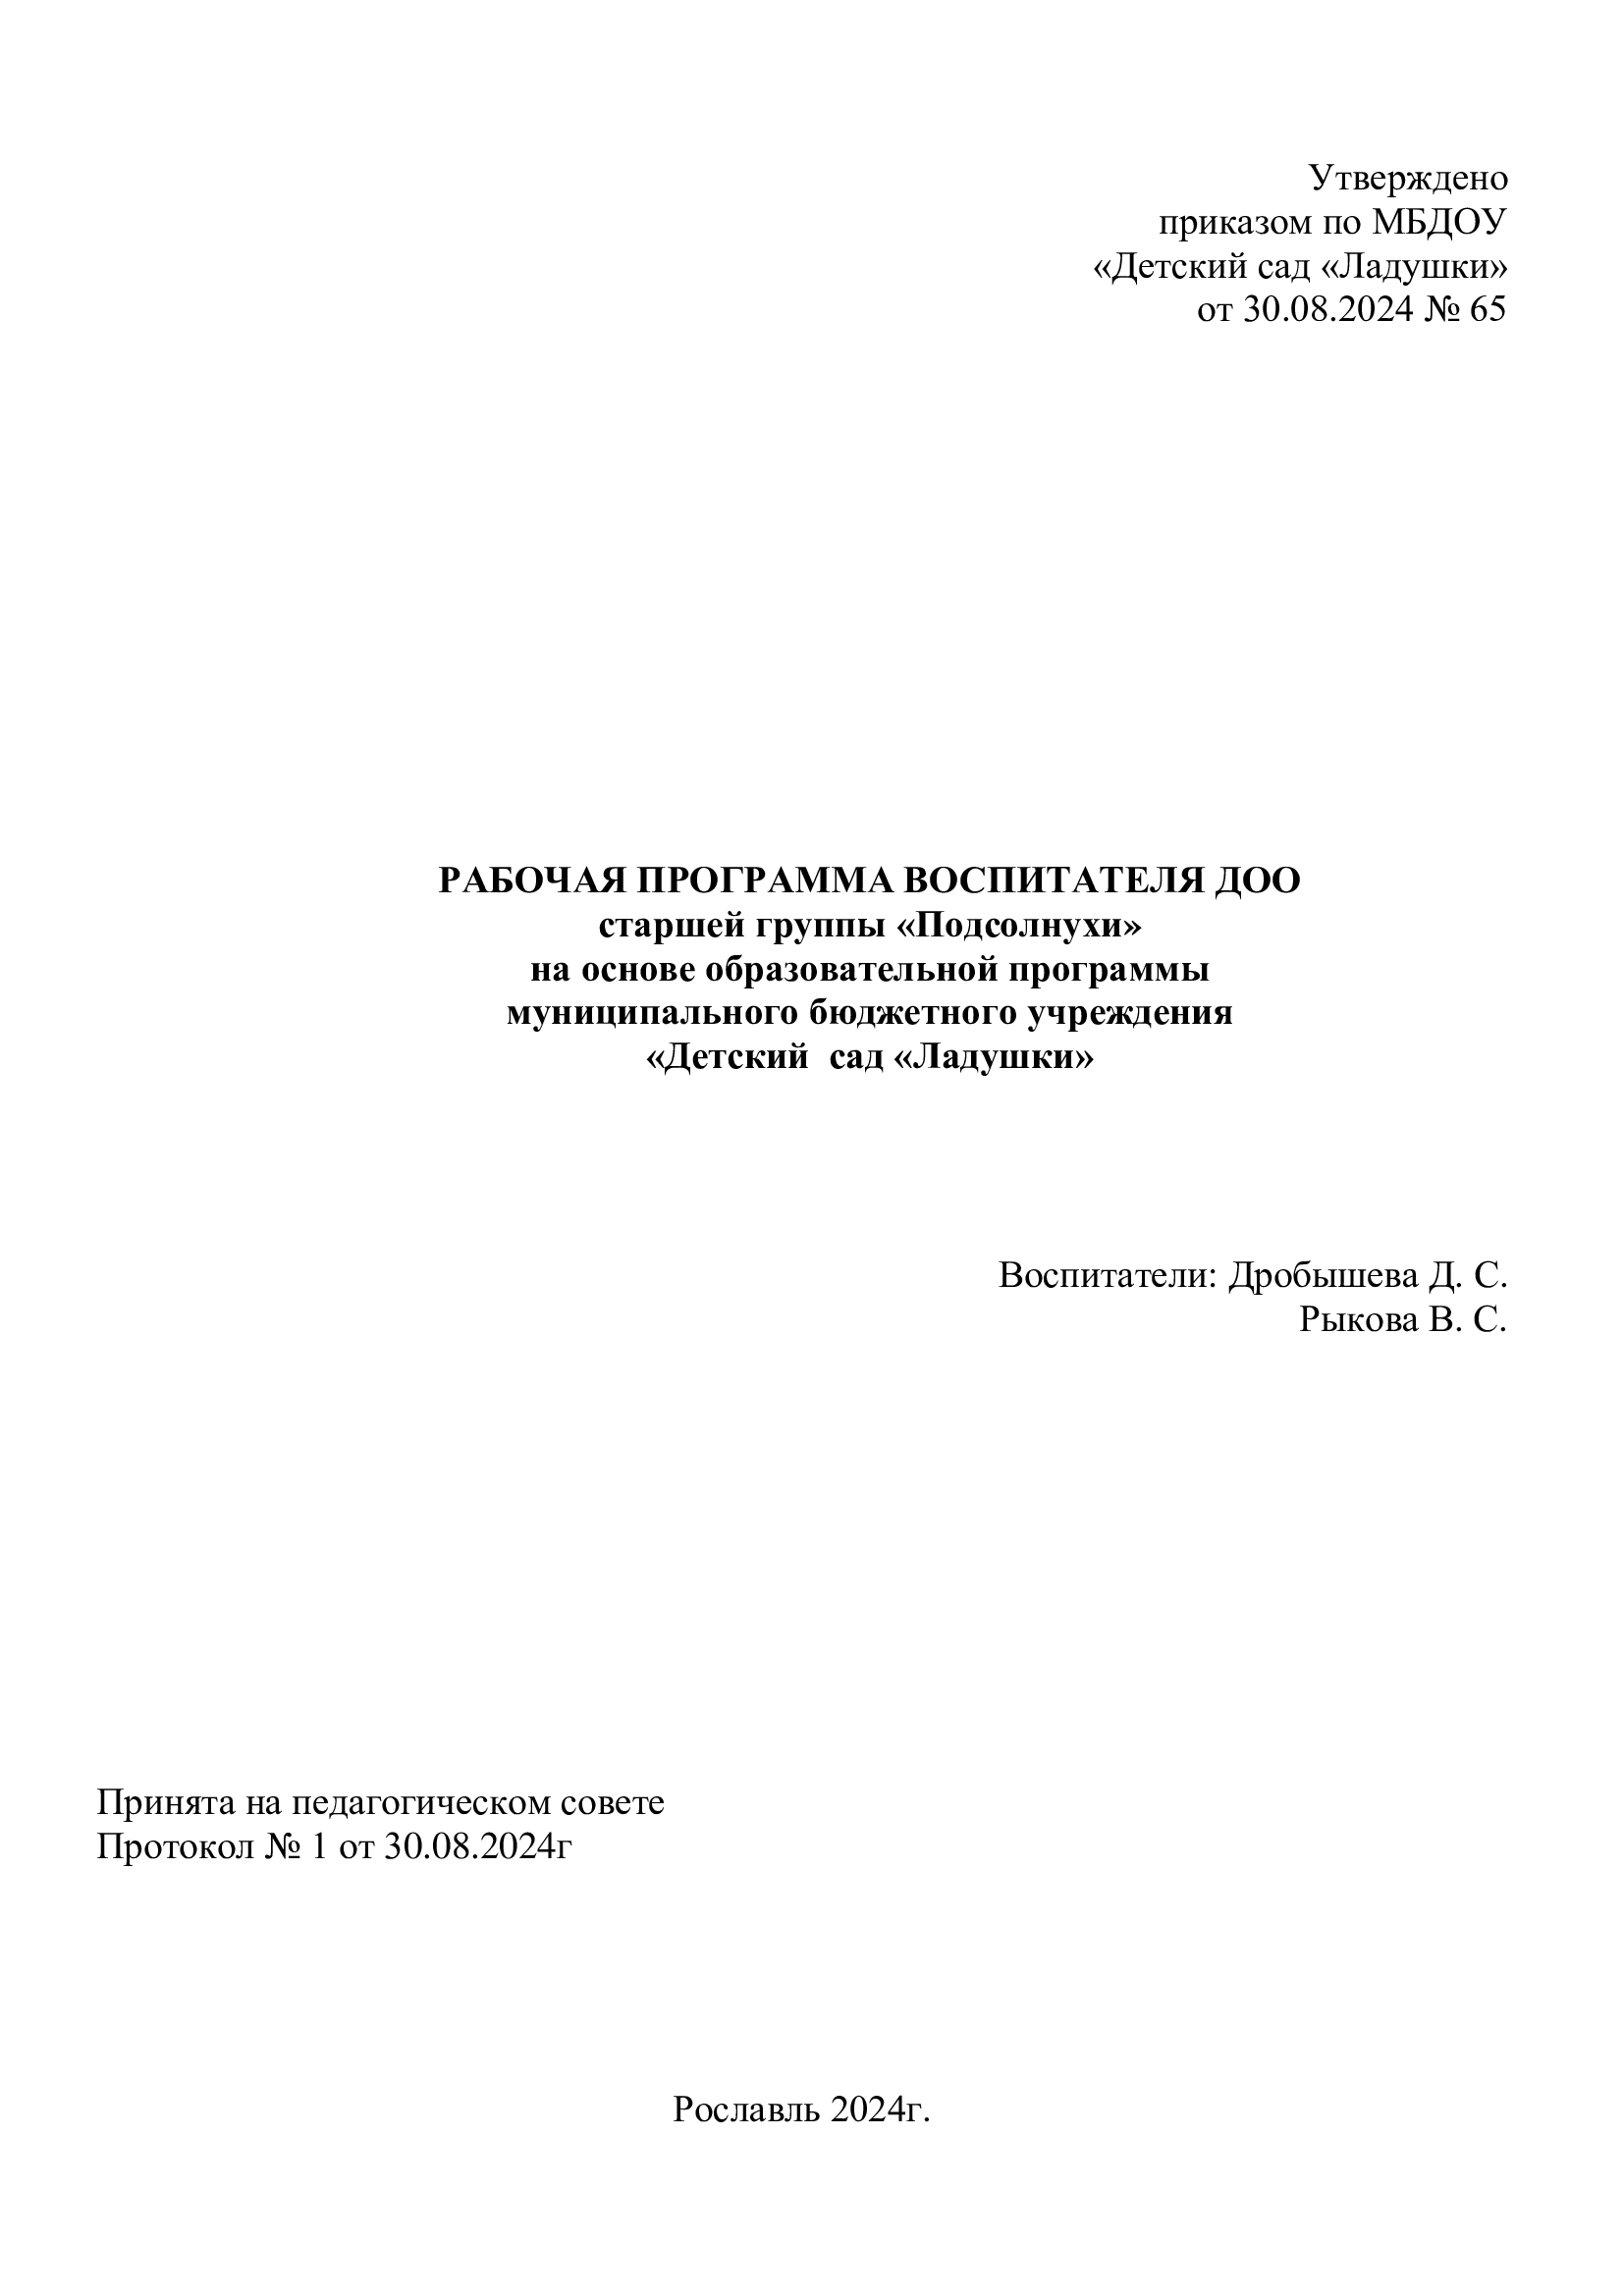 Утверждено
приказом по МБДОУ
«Детский сад «Ладушки»
от 30.08.2024 № 65
РАБОЧАЯ ПРОГРАММА ВОСПИТАТЕЛЯ ДОО
старшей группы «Подсолнухи»
на основе образовательной программы
муниципального бюджетного учреждения
«Детский  сад «Ладушки»
Воспитатели: Дробышева Д. С.
Рыкова В. С.
Принята на педагогическом совете
Протокол № 1 от 30.08.2024г
Рославль 2024г.